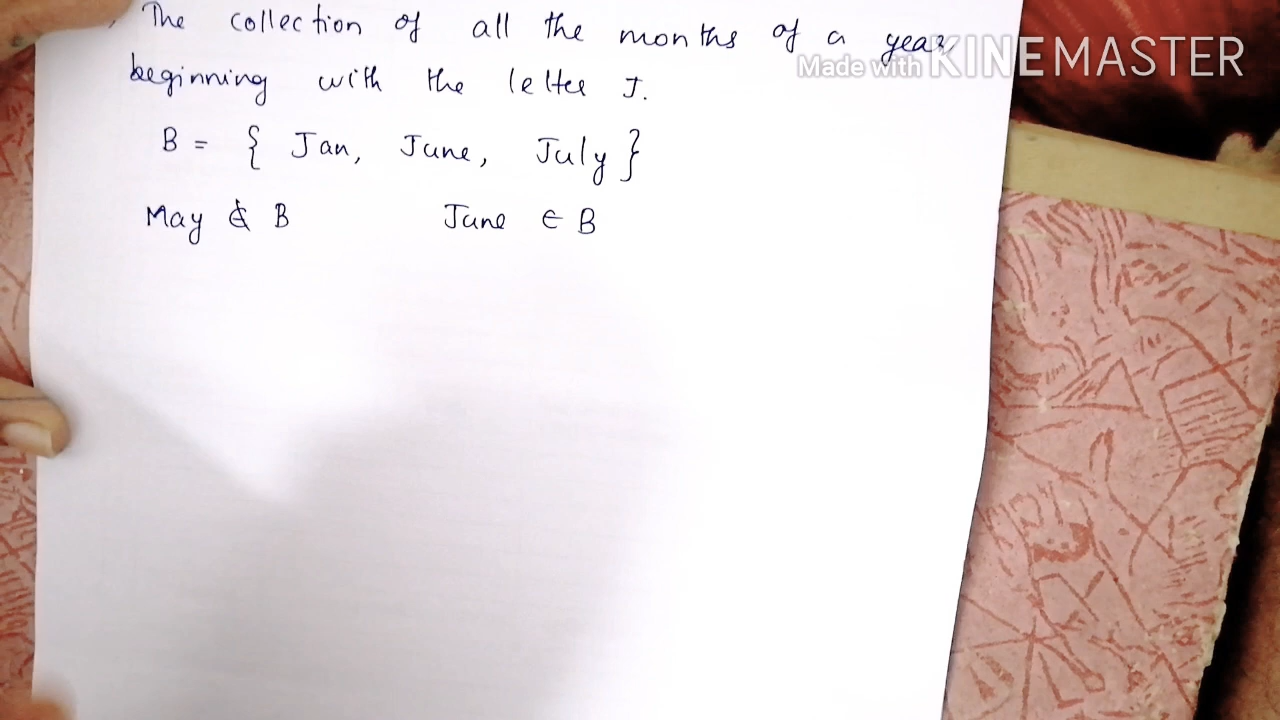 The collection of all the months of a year
Made with KINEMASTER
beginning with the letter J.
B = { Jan, June, July }
May ∉ B June ∈ B